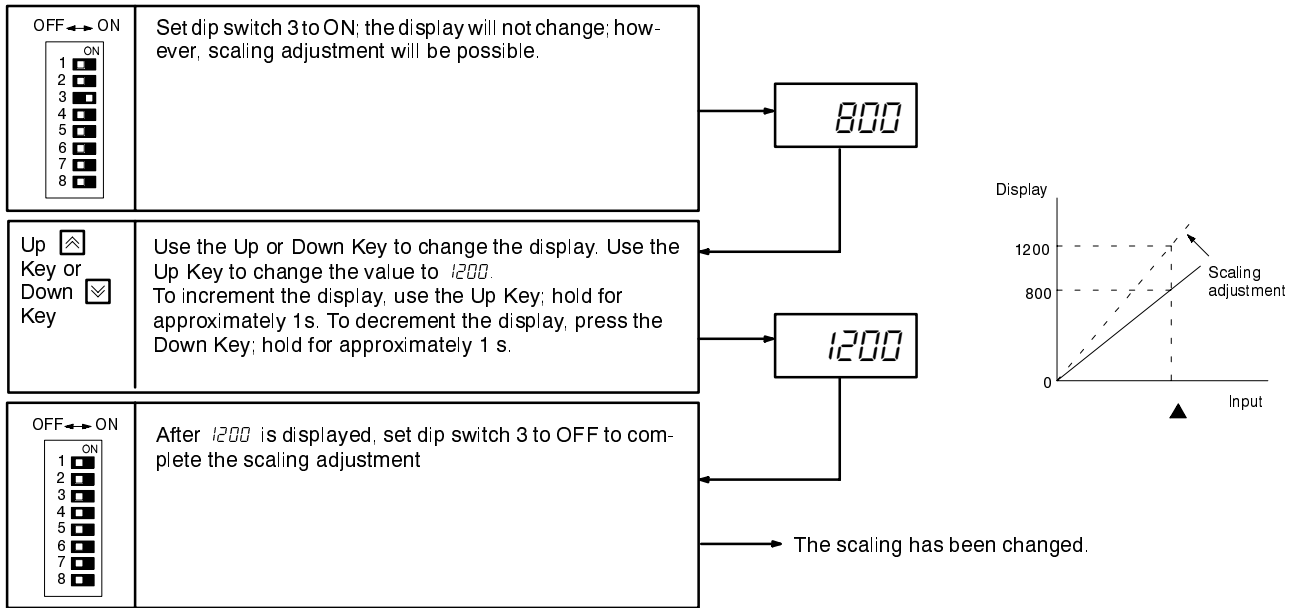 OFF ON
ON
1
2
3
4
5
6
7
8
Set dip switch 3 to ON; the display will not change; how-
ever, scaling adjustment will be possible.
800
Up
Key or
Down
Key
Use the Up or Down Key to change the display. Use the
Up Key to change the value to 1200.
To increment the display, use the Up Key; hold for
approximately 1s. To decrement the display, press the
Down Key; hold for approximately 1 s.
1200
OFF ON
ON
1
2
3
4
5
6
7
8
After 1200 is displayed, set dip switch 3 to OFF to com-
plete the scaling adjustment
The scaling has been changed.
Display
1200
800
0
Scaling
adjustment
Input